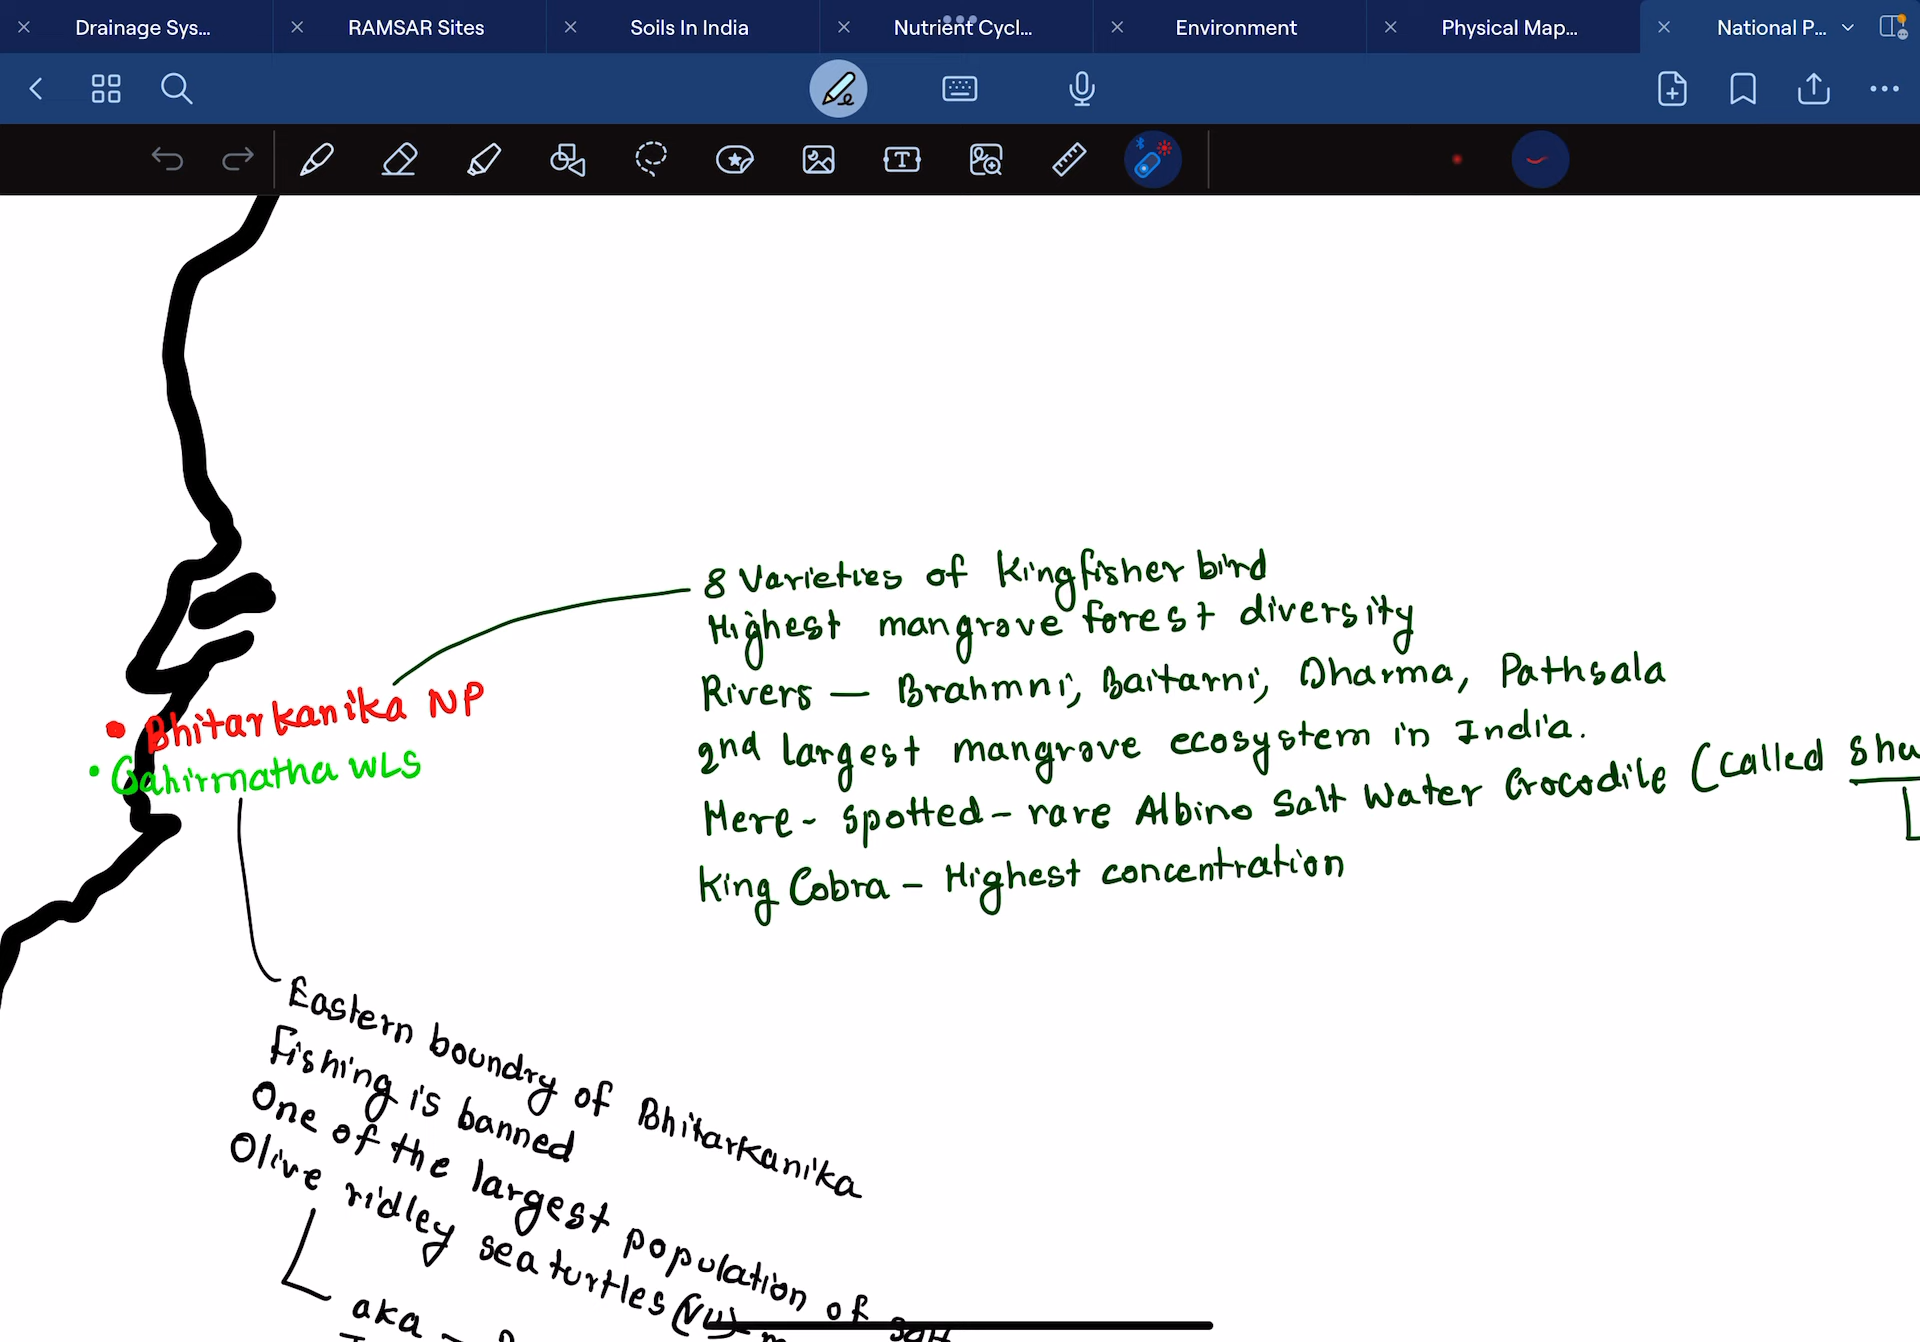 Drainage Sys...
RAMSAR Sites
Soils In India
Nutrient Cycl...
Environment
Physical Map...
National P...
8 Varieties of Kingfisher bird
Highest mangrove forest diversity
Rivers — Brahmni, Baitarni, Dharma, Pathsala
2nd largest mangrove ecosystem in India.
Here - spotted - rare Albino Salt Water Crocodile (called
King Cobra - Highest concentration
• Bhitarkanika NP
• Gahirmatha WLS
Eastern boundry of Bhitarkanika
Fishing is banned
One of the largest population of salt
Olive ridley sea turtles (VU) -
aka -